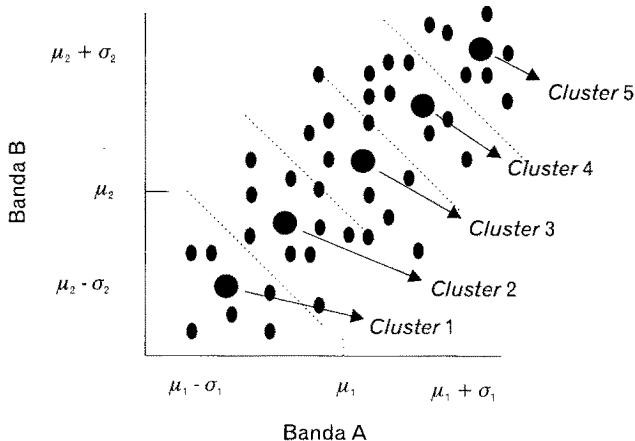 μ₂ + σ₂
Cluster 5
Cluster 4
Banda B
μ₂
Cluster 3
μ₂ - σ₂
Cluster 2
Cluster 1
μ₁ - σ₁
μ₁
μ₁ + σ₁
Banda A